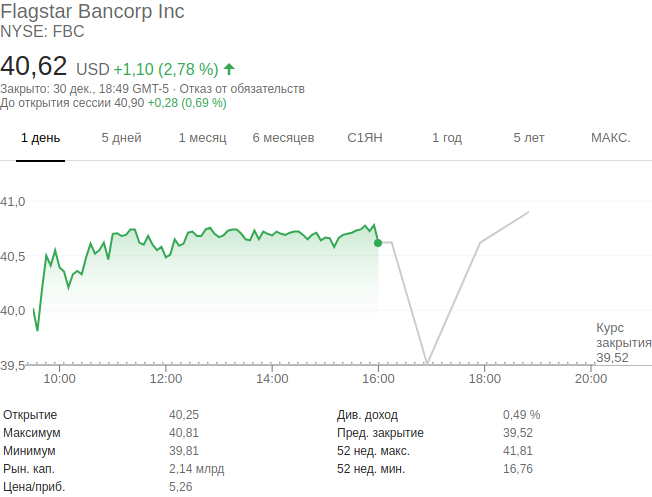 Flagstar Bancorp Inc
NYSE: FBC
40,62 USD +1,10 (2,78 %)
Закрыто: 30 дек., 18:49 GMT-5 · Отказ от обязательств
До открытия сессии 40,90 +0,28 (0,69 %)
1 день 5 дней 1 месяц 6 месяцев С1ЯН 1 год 5 лет МАКС.
41,0
40,5
40,0
Курс
закрытия
39,52
39,5
10:00 12:00 14:00 16:00 18:00 20:00
Открытие 40,25 Див. доход 0,49 %
Максимум 40,81 Пред. закрытие 39,52
Минимум 39,81 52 нед. макс. 41,81
Рын. кап. 2,14 млрд 52 нед. мин. 16,76
Цена/приб. 5,26